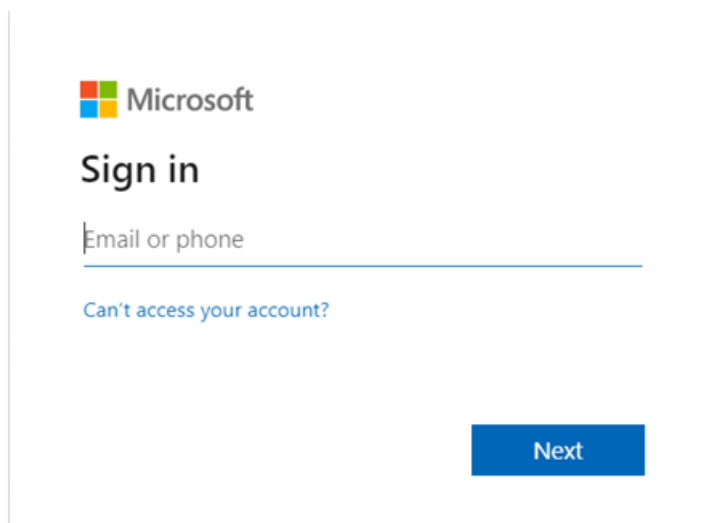 Microsoft
Sign in
Email or phone
Can't access your account?
Next